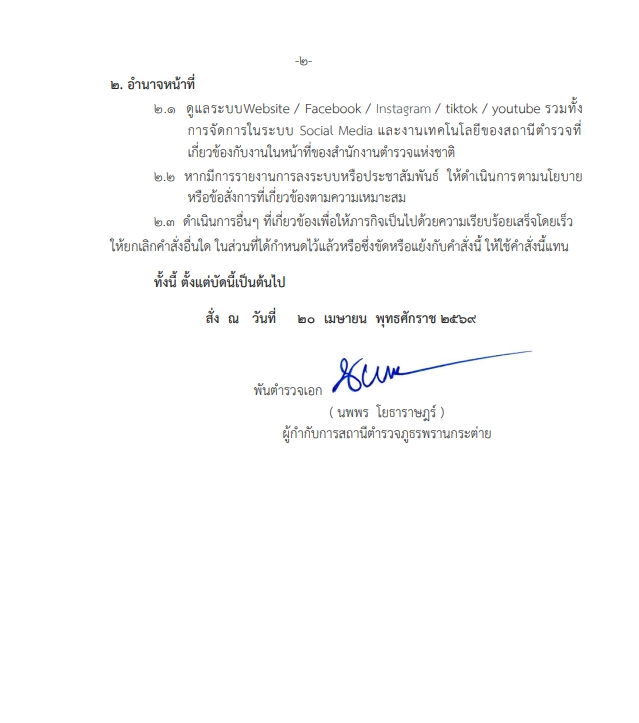 -๒-
๒. อำนาจหน้าที่
๒.๑ ดูแลระบบWebsite / Facebook / Instagram / tiktok / youtube รวมทั้ง
การจัดการในระบบ Social Media และงานเทคโนโลยีของสถานีตำรวจที่
เกี่ยวข้องกับงานในหน้าที่ของสำนักงานตำรวจแห่งชาติ
๒.๒ หากมีการรายงานการลงระบบหรือประชาสัมพันธ์ ให้ดำเนินการตามนโยบาย
หรือข้อสั่งการที่เกี่ยวข้องตามความเหมาะสม
๒.๓ ดำเนินการอื่นๆ ที่เกี่ยวข้องเพื่อให้ภารกิจเป็นไปด้วยความเรียบร้อยเสร็จโดยเร็ว
ให้ยกเลิกคำสั่งอื่นใด ในส่วนที่ได้กำหนดไว้แล้วหรือซึ่งขัดหรือแย้งกับคำสั่งนี้ ให้ใช้คำสั่งนี้แทน
ทั้งนี้ ตั้งแต่บัดนี้เป็นต้นไป
สั่ง ณ วันที่ ๒๐ เมษายน พุทธศักราช ๒๕๖๙
พันตำรวจเอก
( นพพร โยธาราษฎร์ )
ผู้กำกับการสถานีตำรวจภูธรพรานกระต่าย